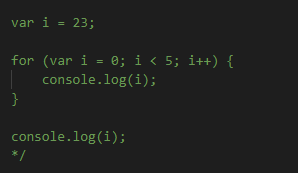 var i = 23;
for (var i = 0; i < 5; i++) {
    console.log(i);
}
console.log(i);
*/